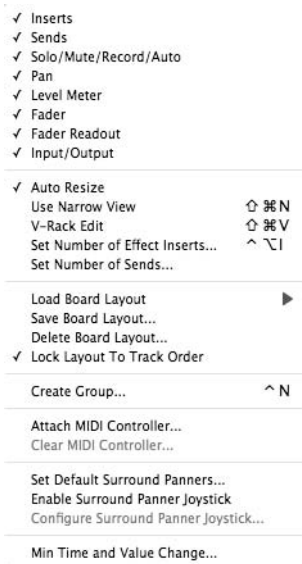 ✓ Inserts
✓ Sends
✓ Solo/Mute/Record/Auto
✓ Pan
✓ Level Meter
✓ Fader
✓ Fader Readout
✓ Input/Output
✓ Auto Resize
Use Narrow View ⇧⌘N
V-Rack Edit ⇧⌘V
Set Number of Effect Inserts... ^⌥I
Set Number of Sends...
Load Board Layout ▶
Save Board Layout...
Delete Board Layout...
✓ Lock Layout To Track Order
Create Group... ^N
Attach MIDI Controller...
Clear MIDI Controller...
Set Default Surround Panners...
Enable Surround Panner Joystick
Configure Surround Panner Joystick...
Min Time and Value Change...